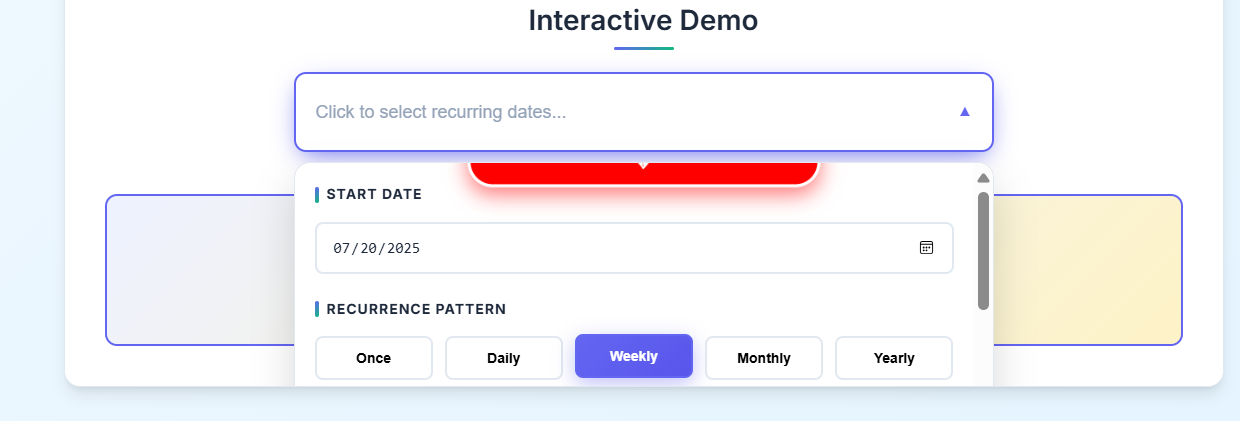 Interactive Demo
Click to select recurring dates...
START DATE
07/20/2025
RECURRENCE PATTERN
Once Daily Weekly Monthly Yearly